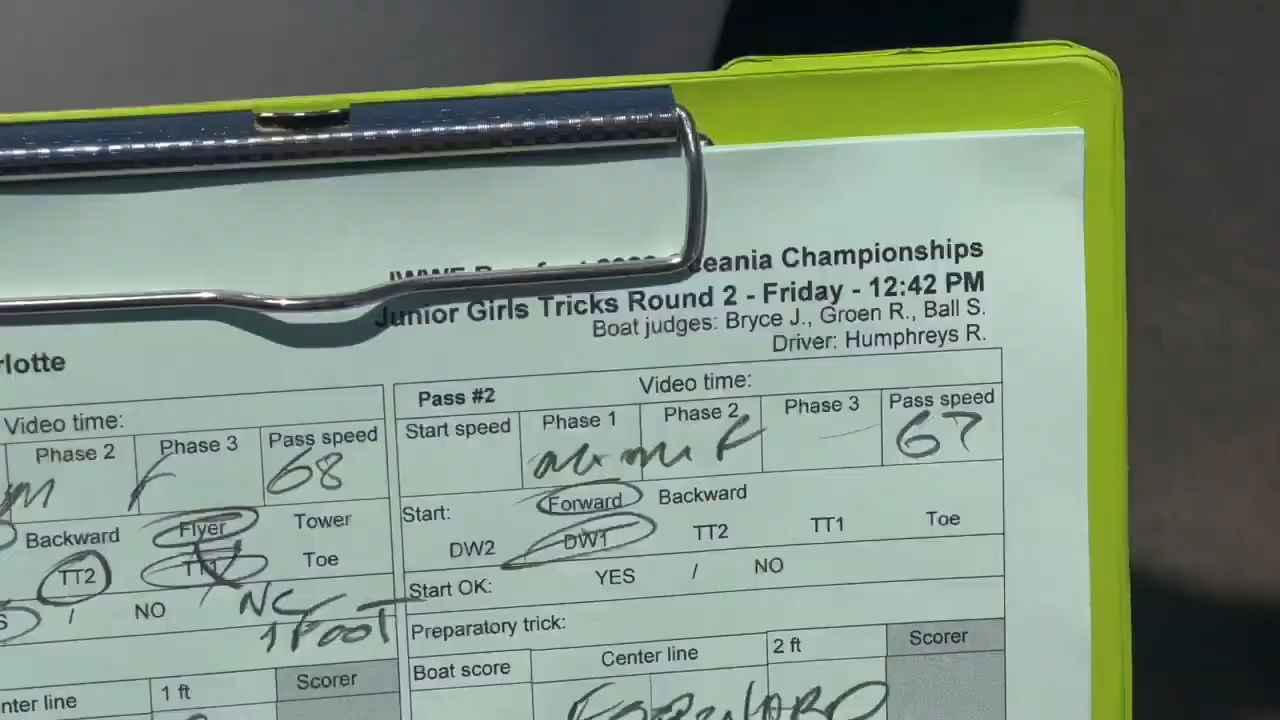 eania Championships
Junior Girls Tricks Round 2 - Friday - 12:42 PM
Boat judges: Bryce J., Groen R., Ball S.
Driver: Humphreys R.
rlotte
Video time:
Phase 2 Phase 3 Pass speed
F 68
Backward Flyer Tower
TT2 TT1 Toe
S / NO NC
1 FOOT
nter line 1 ft Scorer
Pass #2 Video time:
Start speed Phase 1 Phase 2 Phase 3 Pass speed
F 67
Start: Forward Backward
DW2 DW1 TT2 TT1 Toe
Start OK: YES / NO
Preparatory trick:
Boat score Center line 2 ft Scorer
FORWARD